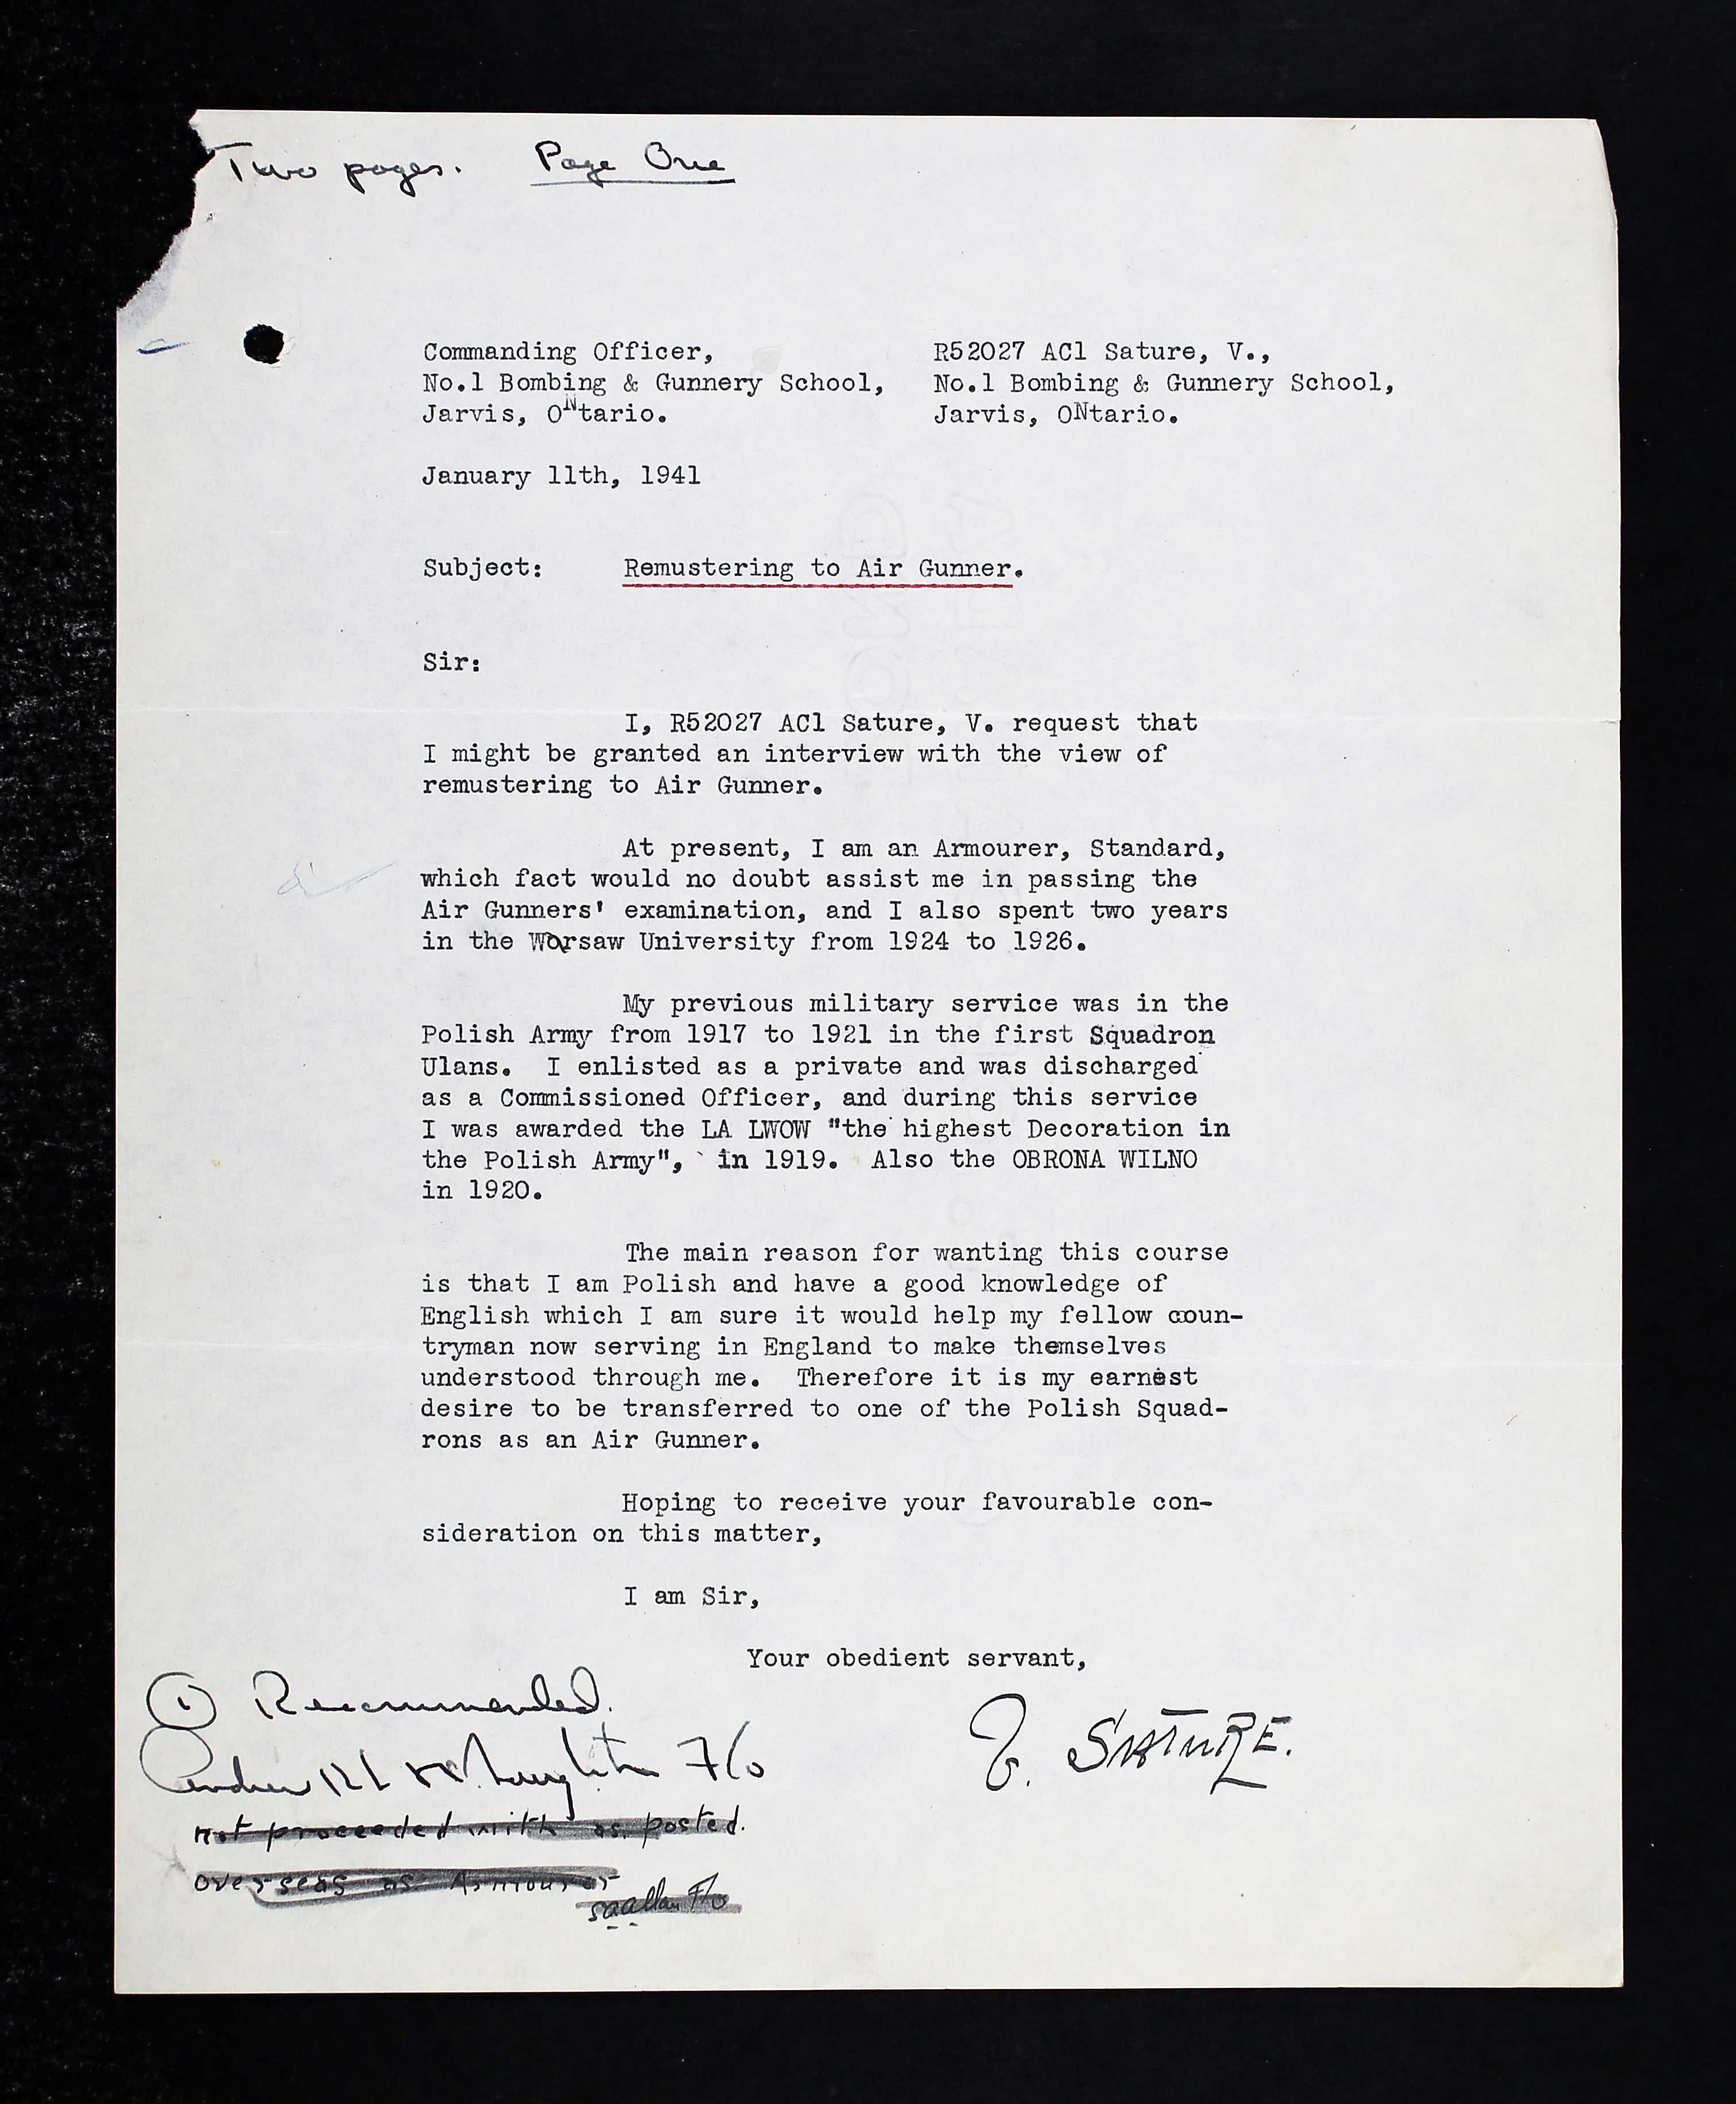 Two pages. Page One
Commanding Officer,
No.1 Bombing & Gunnery School,
Jarvis, ONtario.
R52027 AC1 Sature, V.,
No.1 Bombing & Gunnery School,
Jarvis, ONtario.
January 11th, 1941
Subject: Remustering to Air Gunner.
Sir:
I, R52027 AC1 Sature, V. request that
I might be granted an interview with the view of
remustering to Air Gunner.
At present, I am an Armourer, Standard,
which fact would no doubt assist me in passing the
Air Gunners' examination, and I also spent two years
in the Warsaw University from 1924 to 1926.
My previous military service was in the
Polish Army from 1917 to 1921 in the first Squadron
Ulans. I enlisted as a private and was discharged
as a Commissioned Officer, and during this service
I was awarded the LA LWOW "the highest Decoration in
the Polish Army", in 1919. Also the OBRONA WILNO
in 1920.
The main reason for wanting this course
is that I am Polish and have a good knowledge of
English which I am sure it would help my fellow coun-
tryman now serving in England to make themselves
understood through me. Therefore it is my earnest
desire to be transferred to one of the Polish Squad-
rons as an Air Gunner.
Hoping to receive your favourable con-
sideration on this matter,
I am Sir,
Your obedient servant,
① Recommended.
V. SATURE.
Andrew F/O
not proceeded with as posted.
overseas as Armourer
F/O